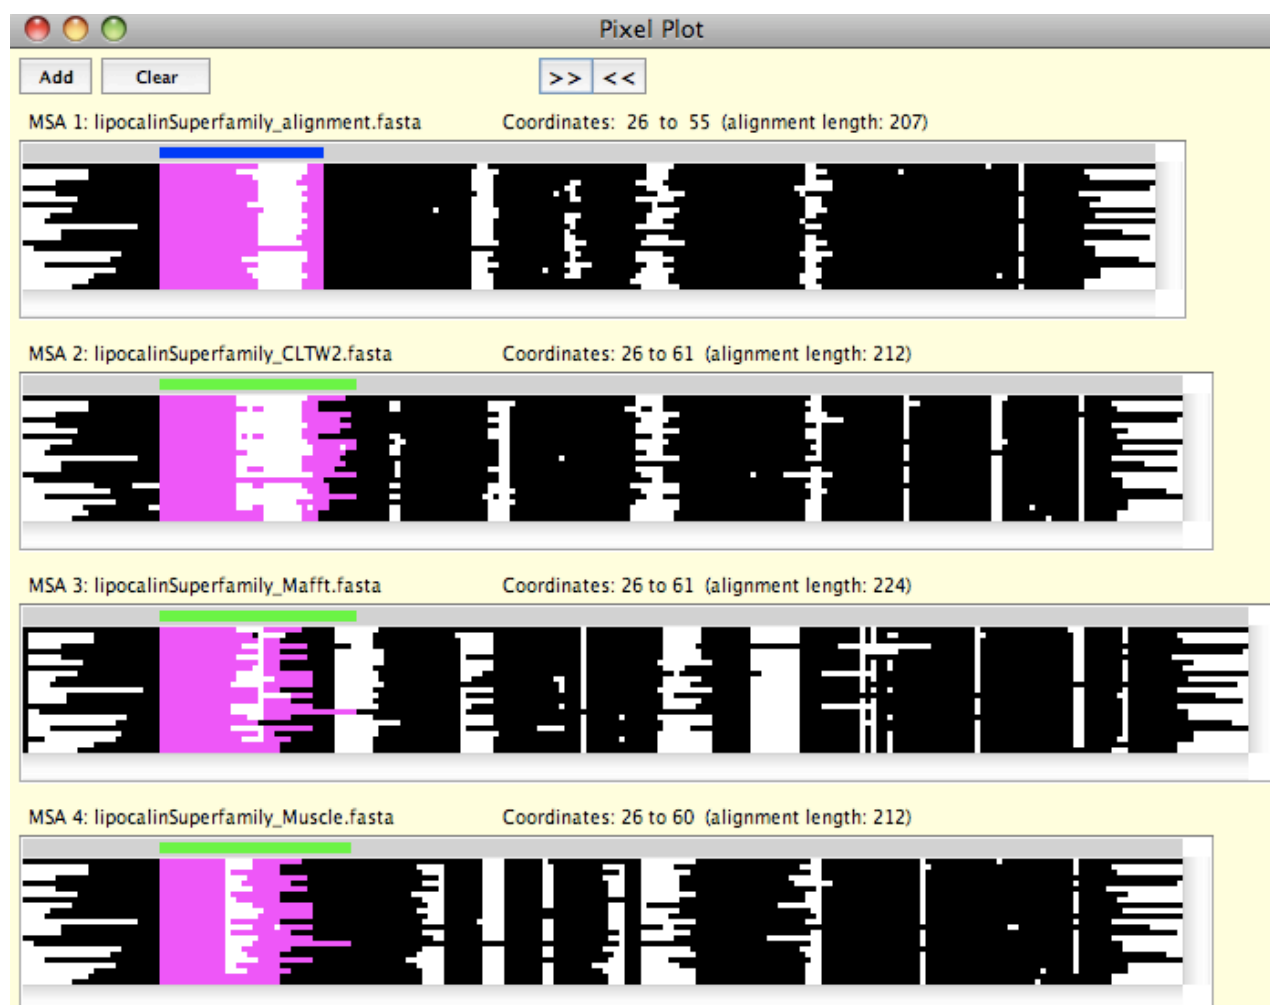 Pixel Plot
Add Clear >> <<
MSA 1: lipocalinSuperfamily_alignment.fasta Coordinates: 26 to 55 (alignment length: 207)
MSA 2: lipocalinSuperfamily_CLTW2.fasta Coordinates: 26 to 61 (alignment length: 212)
MSA 3: lipocalinSuperfamily_Mafft.fasta Coordinates: 26 to 61 (alignment length: 224)
MSA 4: lipocalinSuperfamily_Muscle.fasta Coordinates: 26 to 60 (alignment length: 212)